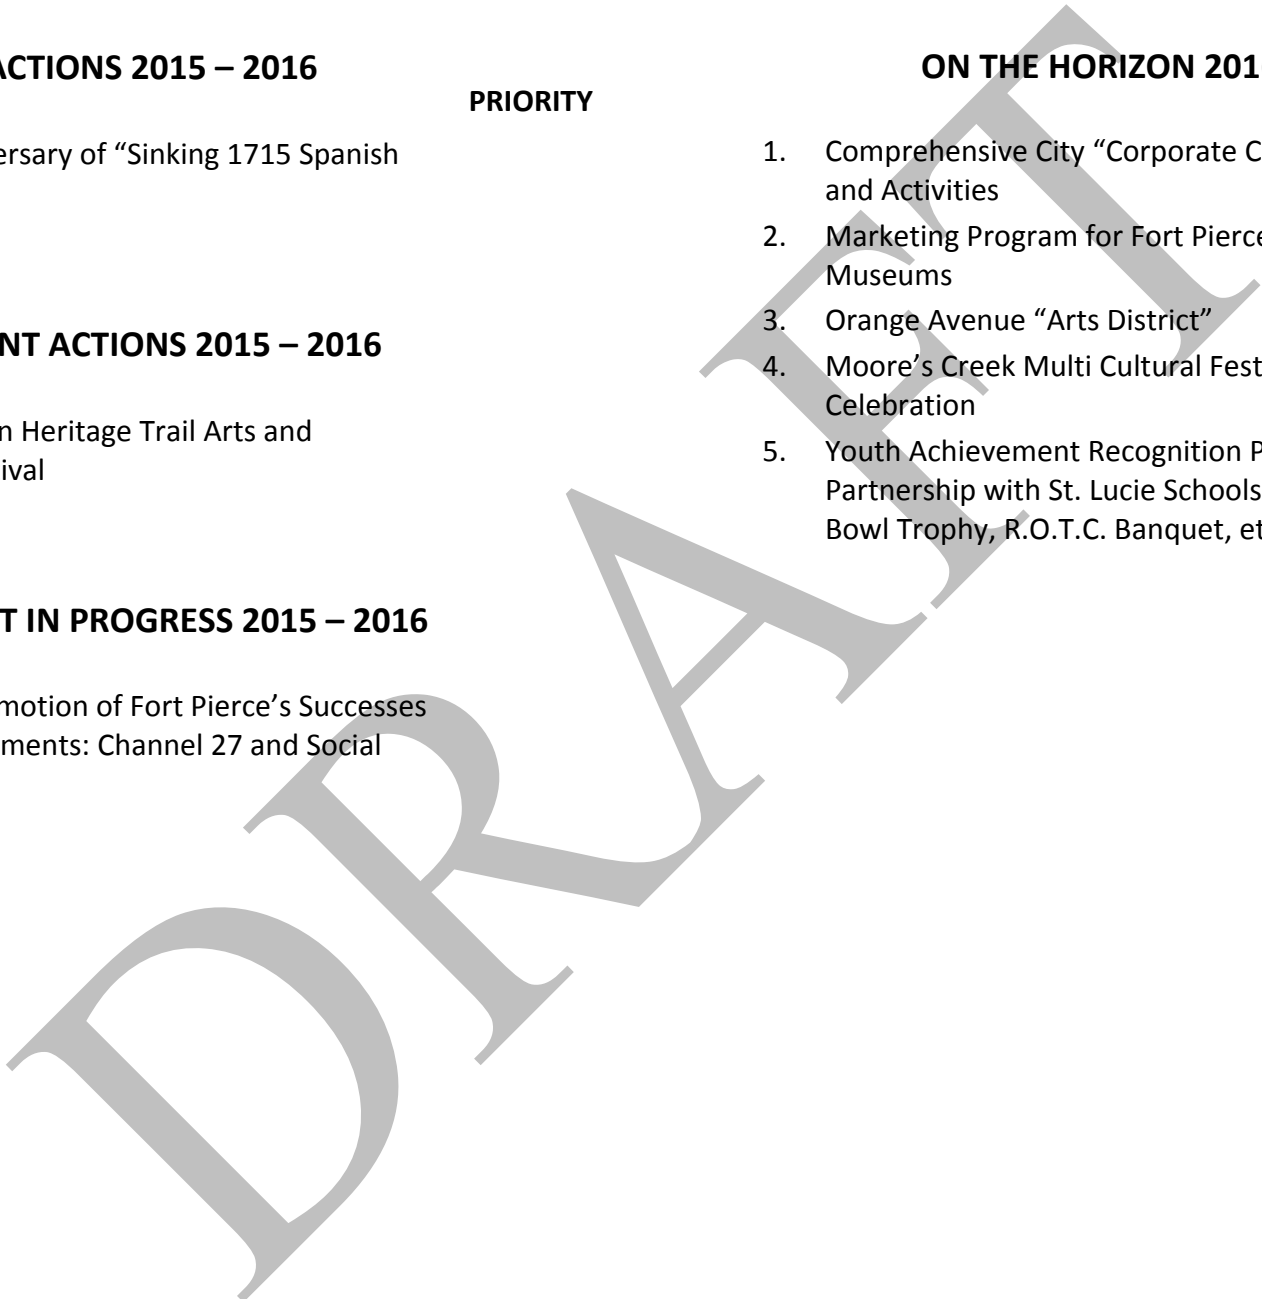 ACTIONS 2015 – 2016
PRIORITY
ersary of “Sinking 1715 Spanish
NT ACTIONS 2015 – 2016
n Heritage Trail Arts and
ival
T IN PROGRESS 2015 – 2016
motion of Fort Pierce’s Successes
ments: Channel 27 and Social
ON THE HORIZON 201
1. Comprehensive City “Corporate C
and Activities
2. Marketing Program for Fort Pierce
Museums
3. Orange Avenue “Arts District”
4. Moore’s Creek Multi Cultural Fest
Celebration
5. Youth Achievement Recognition P
Partnership with St. Lucie Schools
Bowl Trophy, R.O.T.C. Banquet, et
DRAFT